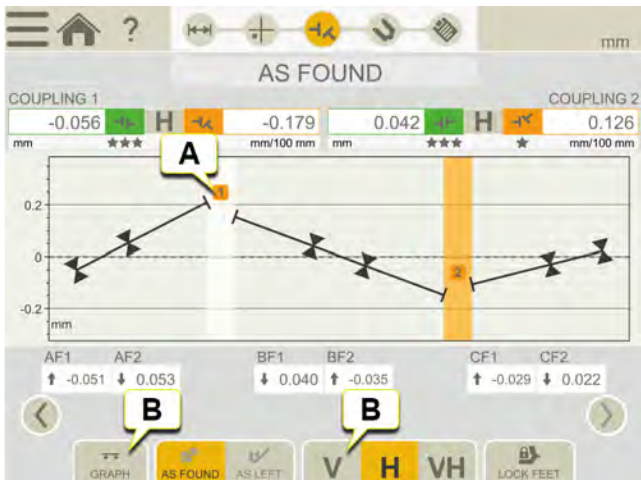 ?
mm
AS FOUND
COUPLING 1
COUPLING 2
-0.056 H -0.179 0.042 H 0.126
mm mm/100 mm mm mm/100 mm
A
1
0.2
0
2
-0.2
mm
AF1 AF2 BF1 BF2 CF1 CF2
-0.051 0.053 0.040 -0.035 -0.029 0.022
B B
GRAPH AS FOUND AS LEFT V H VH LOCK FEET